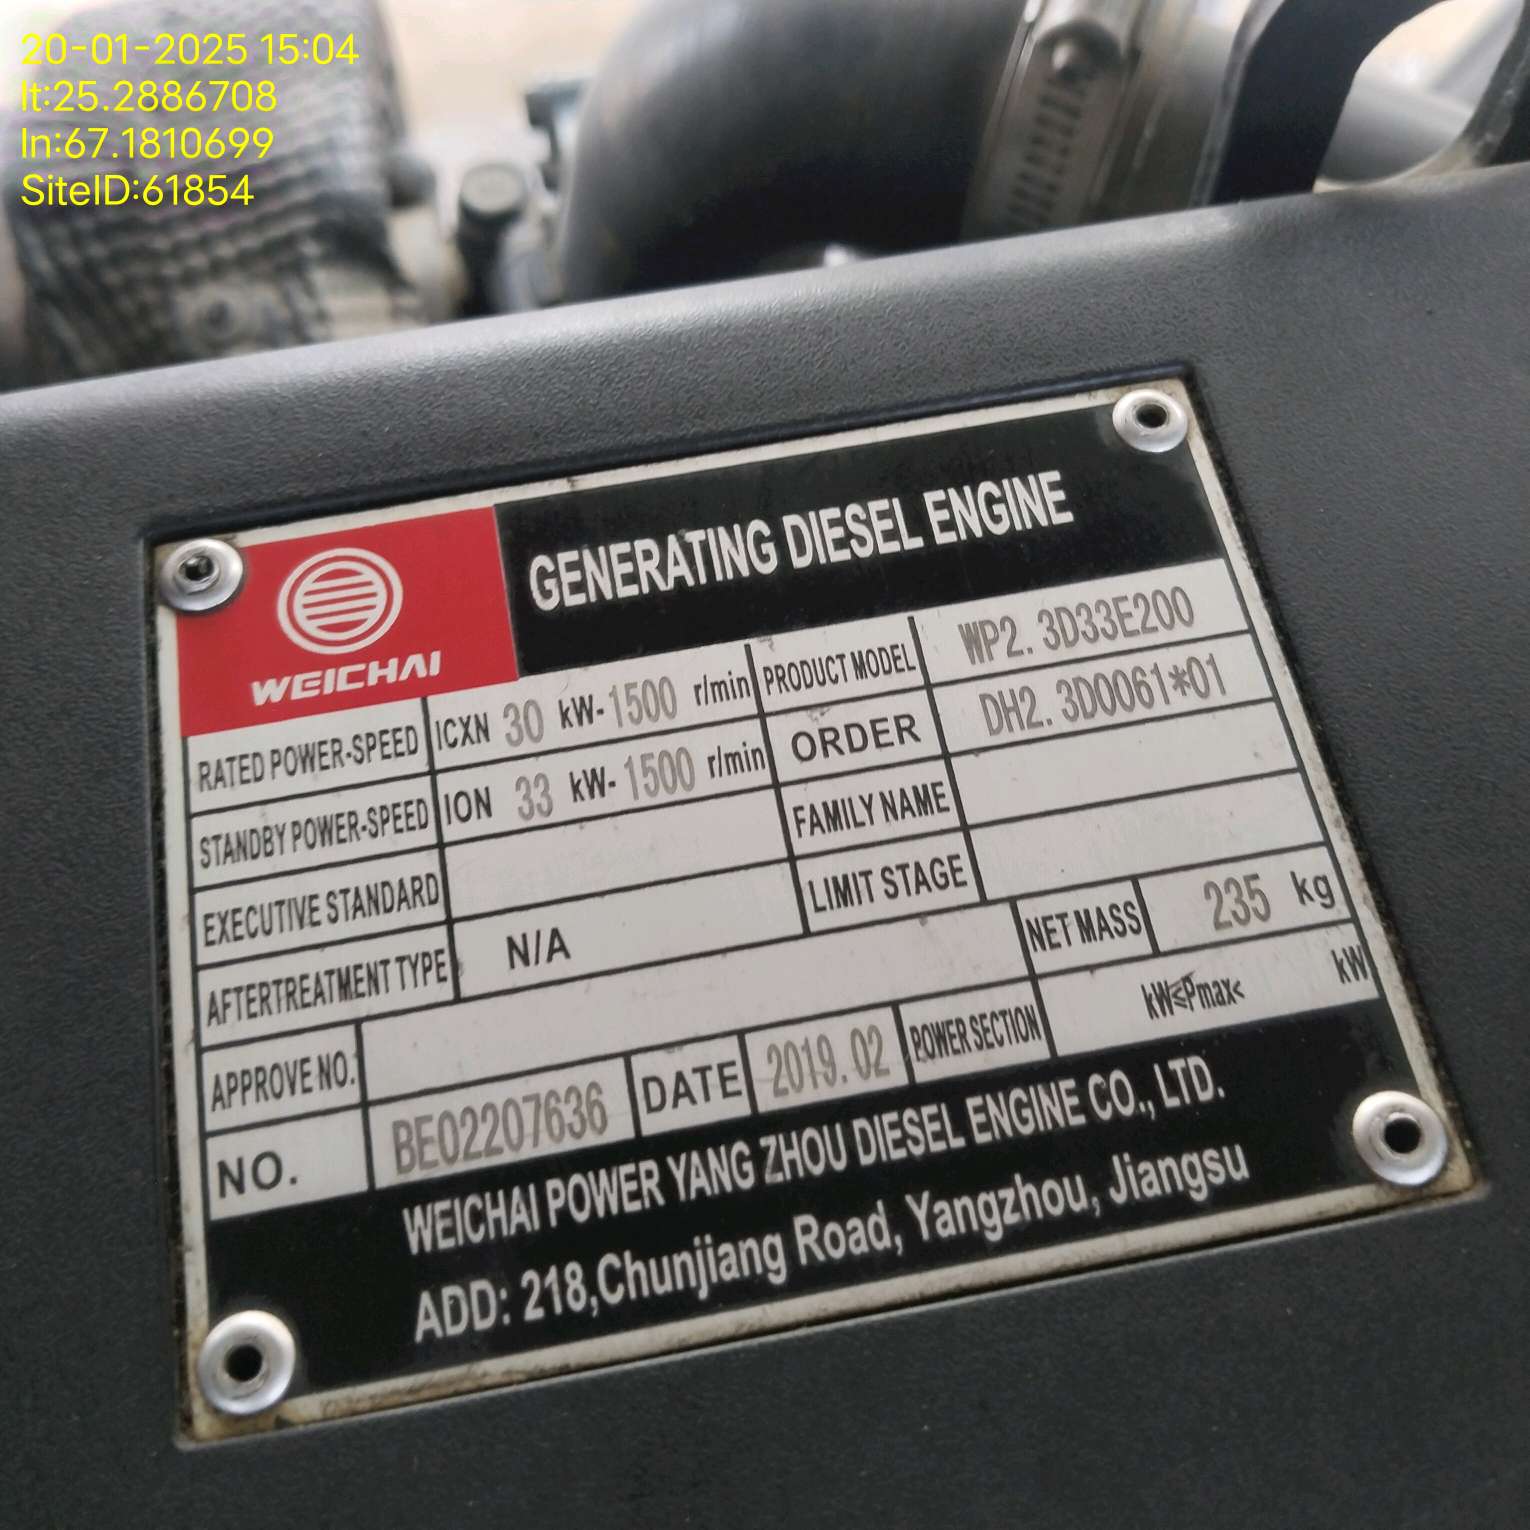 20-01-2025 15:04
lt:25.2886708
ln:67.1810699
SiteID:61854
WEICHAI
GENERATING DIESEL ENGINE
RATED POWER-SPEED ICXN 30 kW-1500 r/min PRODUCT MODEL WP2.3D33E200
STANDBY POWER-SPEED ION 33 kW-1500 r/min ORDER DH2.3D0061*01
EXECUTIVE STANDARD FAMILY NAME
AFTERTREATMENT TYPE N/A LIMIT STAGE
APPROVE NO. NET MASS 235 kg
NO. BE02207636 DATE 2019.02 POWER SECTION kW≤Pmax< kW
WEICHAI POWER YANG ZHOU DIESEL ENGINE CO., LTD.
ADD: 218,Chunjiang Road, Yangzhou, Jiangsu